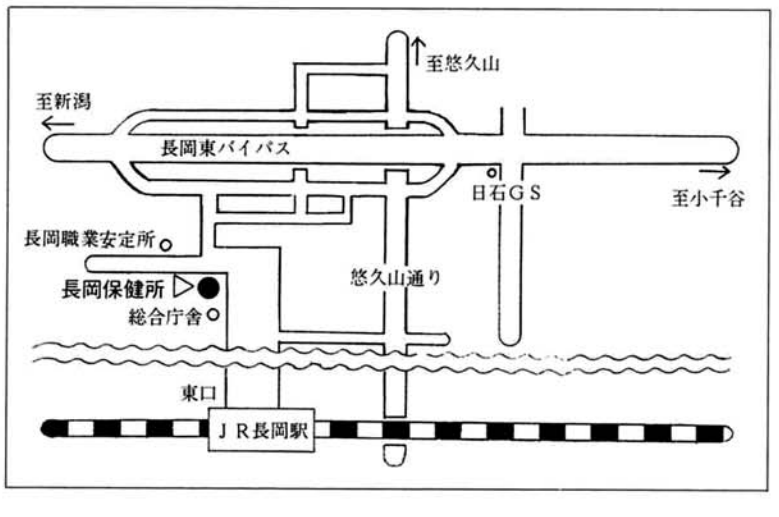 至悠久山
至新潟
長岡東バイパス
日石GS
至小千谷
長岡職業安定所
悠久山通り
長岡保健所
総合庁舎
東口
JR長岡駅